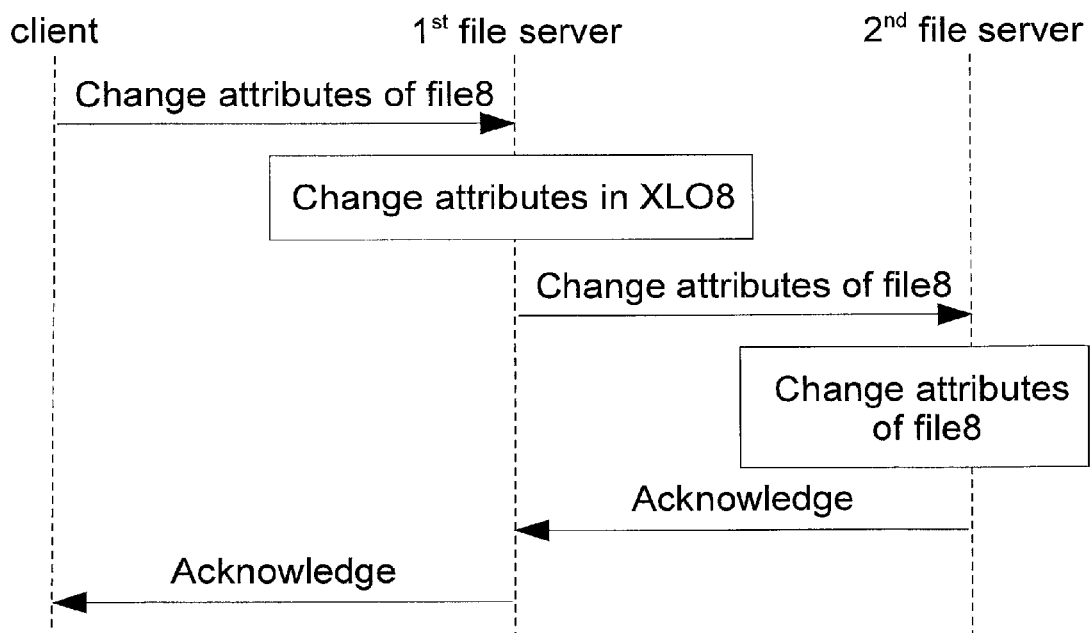 client 1st file server 2nd file server
Change attributes of file8
Change attributes in XLO8
Change attributes of file8
Change attributes
of file8
Acknowledge
Acknowledge